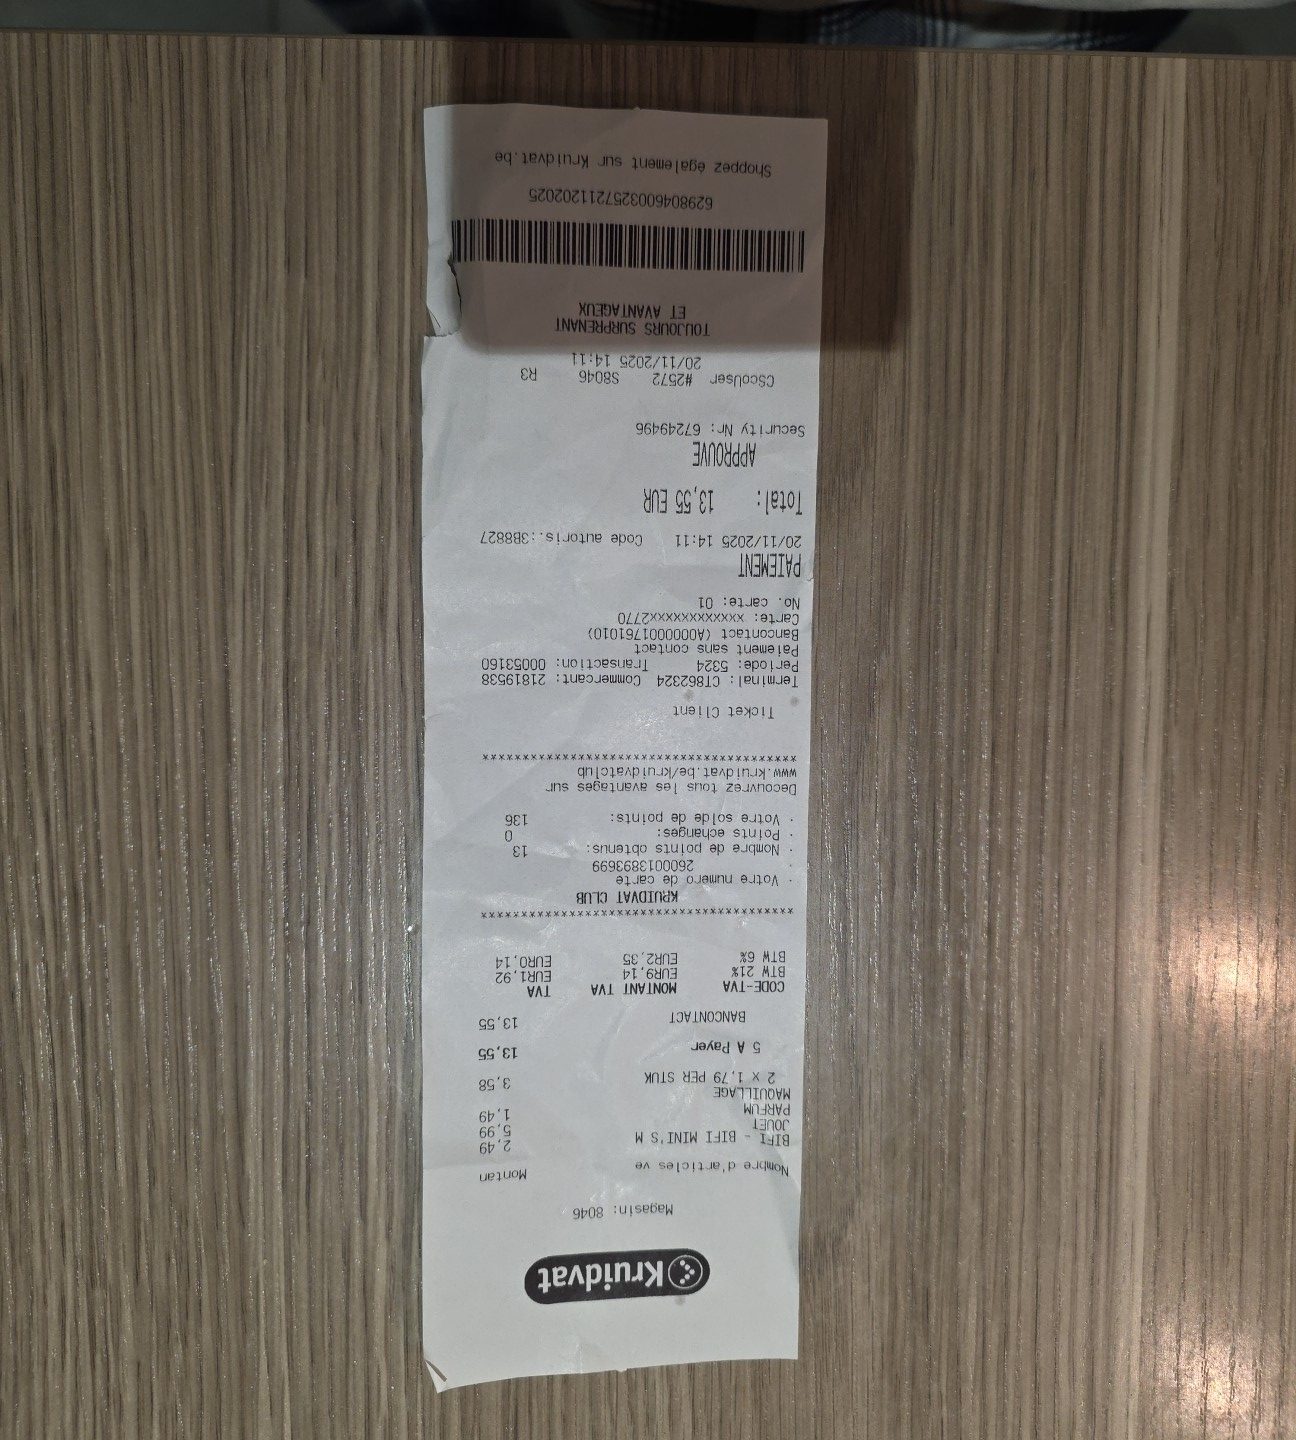 Kruidvat
Magasin: 8046
Nombre d'articles ve Montan
BIFI - BIFI MINI'S M 2,49
JOUET 5,99
PARFUM 1,49
MAQUILLAGE
2 x 1,79 PER STUK 3,58
5 A Payer 13,55
BANCONTACT 13,55
CODE-TVA MONTANT TVA TVA
BTW 21% EUR9,14 EUR1,92
BTW 6% EUR2,35 EUR0,14
****************************************
KRUIDVAT CLUB
· Votre numero de carte
· 2600013893699
· Nombre de points obtenus: 13
· Points echanges: 0
· Votre solde de points: 136
Decouvrez tous les avantages sur
www.kruidvat.be/kruidvatclub
****************************************
Ticket Client
Terminal: CT862324 Commercant: 21819538
Periode: 5324 Transaction: 00053160
Paiement sans contact
Bancontact (A0000001761010)
Carte: xxxxxxxxxxxxx2770
No. carte: 01
PAIEMENT
20/11/2025 14:11 Code autoris.:3B8827
Total: 13,55 EUR
APPROUVE
Security Nr: 67249496
CScoUser #2572 S8046 R3
20/11/2025 14:11
TOUJOURS SURPRENANT
ET AVANTAGEUX
6298046003257211202025
Shoppez également sur Kruidvat.be